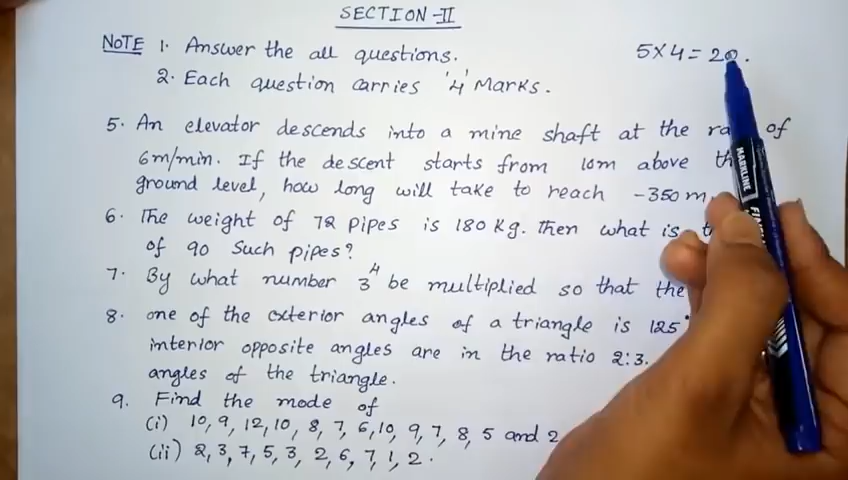 SECTION-II
NOTE 1. Answer the all questions. 5×4=20.
2. Each question carries '4' Marks.
5. An elevator descends into a mine shaft at the of
6m/min. If the descent starts from 10m above
ground level, how long will take to reach -350m.
6. The weight of 72 pipes is 180 Kg. Then what is
of 90 Such pipes?
7. By what number 3⁴ be multiplied so that the
8. one of the exterior angles of a triangle is 125°
interior opposite angles are in the ratio 2:3.
angles of the triangle.
9. Find the mode of
(i) 10, 9, 12, 10, 8, 7, 6, 10, 9, 7, 8, 5 and 2
(ii) 2, 3, 7, 5, 3, 2, 6, 7, 1, 2.
MARKLINE